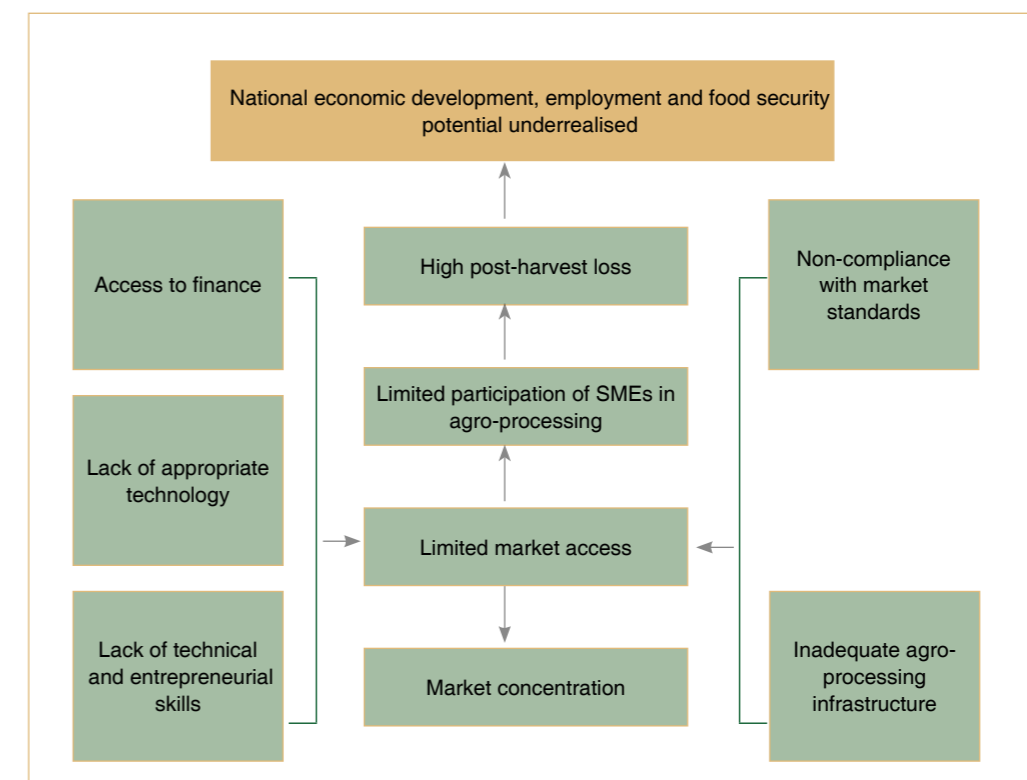 National economic development, employment and food security
potential underrealised
Access to finance
High post-harvest loss
Non-compliance
with market
standards
Limited participation of SMEs in
agro-processing
Lack of appropriate
technology
Limited market access
Lack of technical
and entrepreneurial
skills
Market concentration
Inadequate agro-
processing
infrastructure